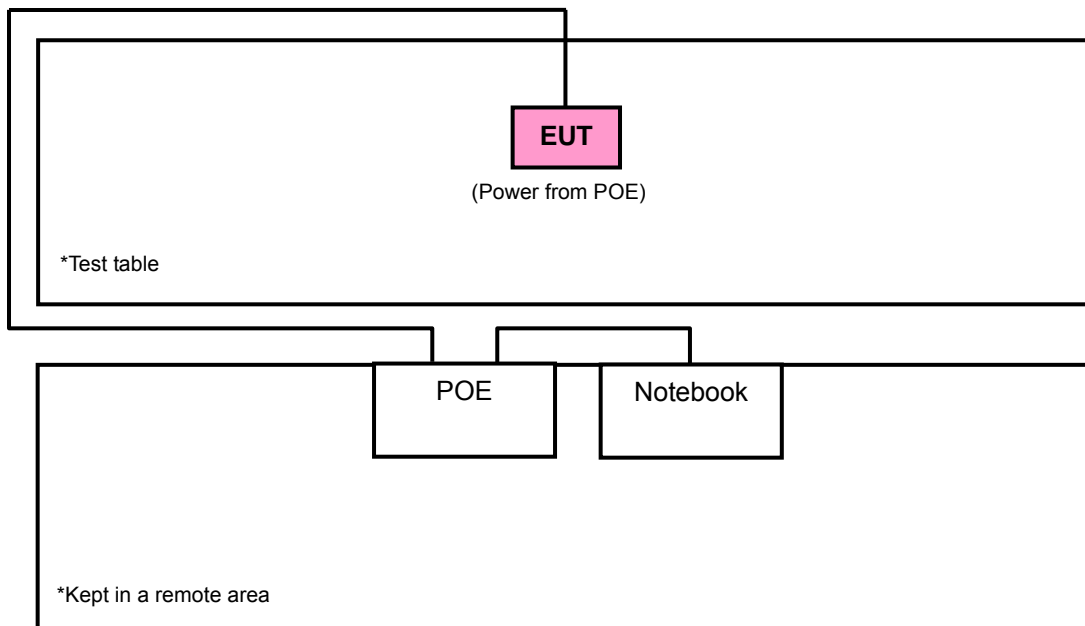 EUT
(Power from POE)
*Test table
POE
Notebook
*Kept in a remote area